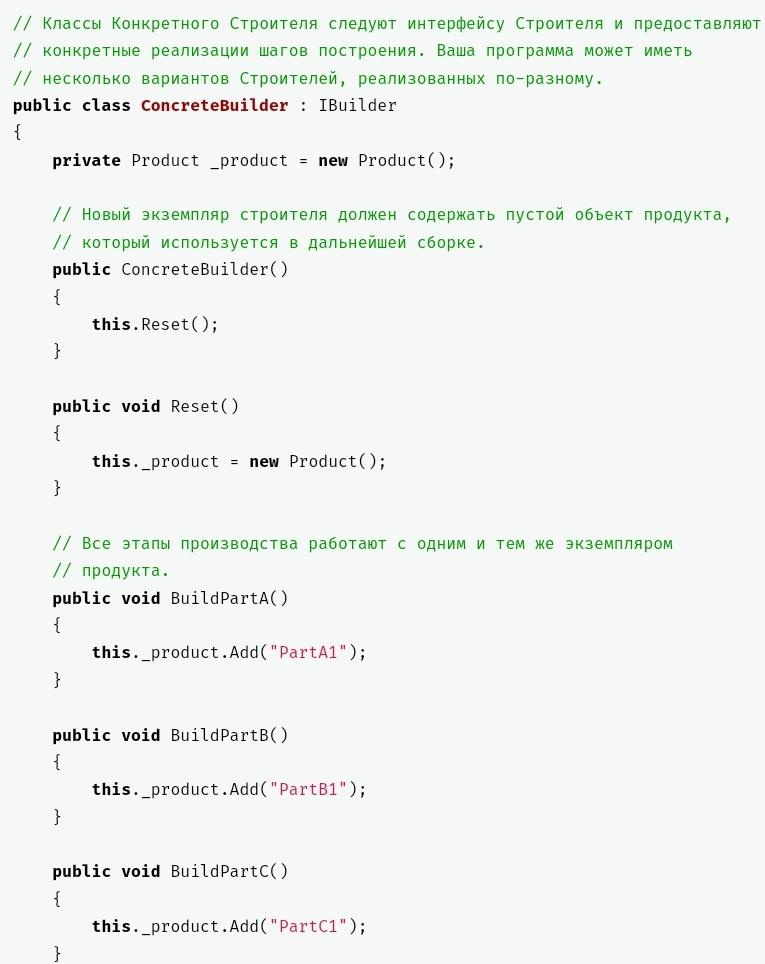 // Классы Конкретного Строителя следуют интерфейсу Строителя и предоставляют
// конкретные реализации шагов построения. Ваша программа может иметь
// несколько вариантов Строителей, реализованных по-разному.
public class ConcreteBuilder : IBuilder
{
    private Product _product = new Product();

    // Новый экземпляр строителя должен содержать пустой объект продукта,
    // который используется в дальнейшей сборке.
    public ConcreteBuilder()
    {
        this.Reset();
    }

    public void Reset()
    {
        this._product = new Product();
    }

    // Все этапы производства работают с одним и тем же экземпляром
    // продукта.
    public void BuildPartA()
    {
        this._product.Add("PartA1");
    }

    public void BuildPartB()
    {
        this._product.Add("PartB1");
    }

    public void BuildPartC()
    {
        this._product.Add("PartC1");
    }